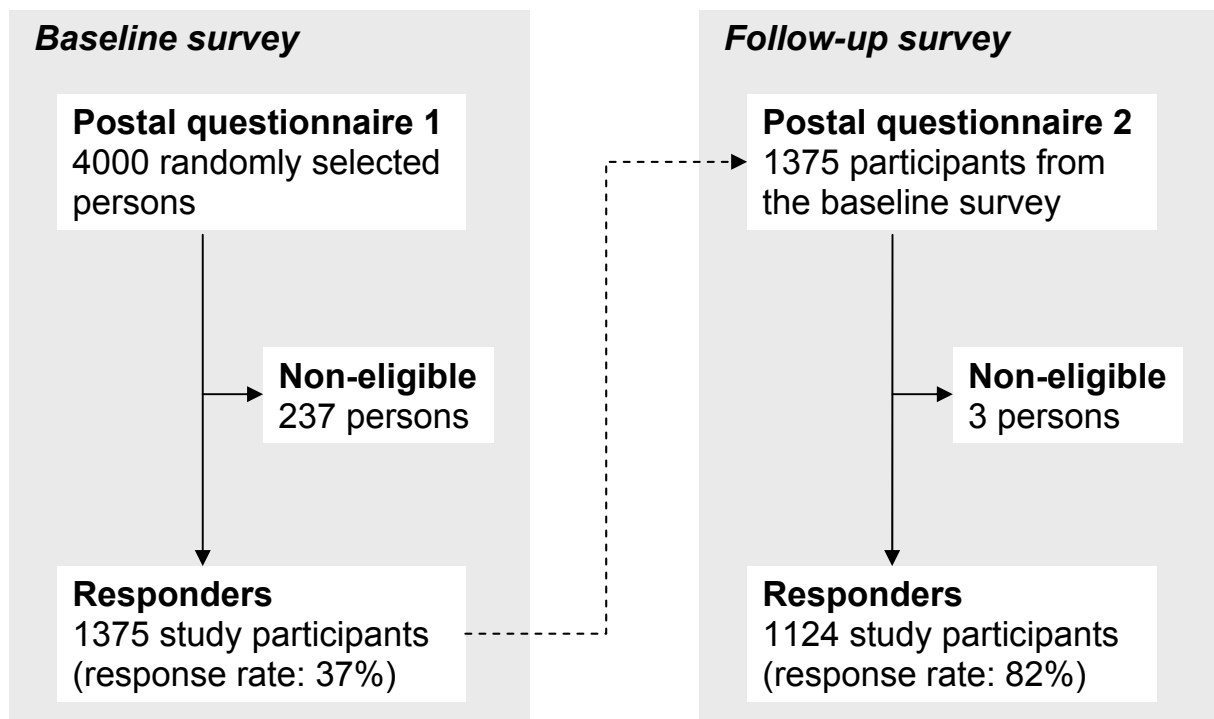 Baseline survey
Postal questionnaire 1
4000 randomly selected
persons
Non-eligible
237 persons
Responders
1375 study participants
(response rate: 37%)
Follow-up survey
Postal questionnaire 2
1375 participants from
the baseline survey
Non-eligible
3 persons
Responders
1124 study participants
(response rate: 82%)